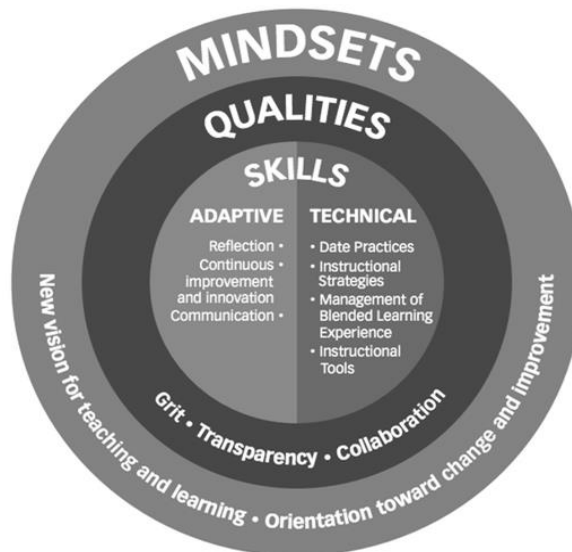 MINDSETS
QUALITIES
SKILLS
ADAPTIVE
Reflection •
Continuous •
improvement
and innovation
Communication •
TECHNICAL
• Date Practices
• Instructional
Strategies
• Management of
Blended Learning
Experience
• Instructional
Tools
Grit • Transparency • Collaboration
New vision for teaching and learning • Orientation toward change and improvement